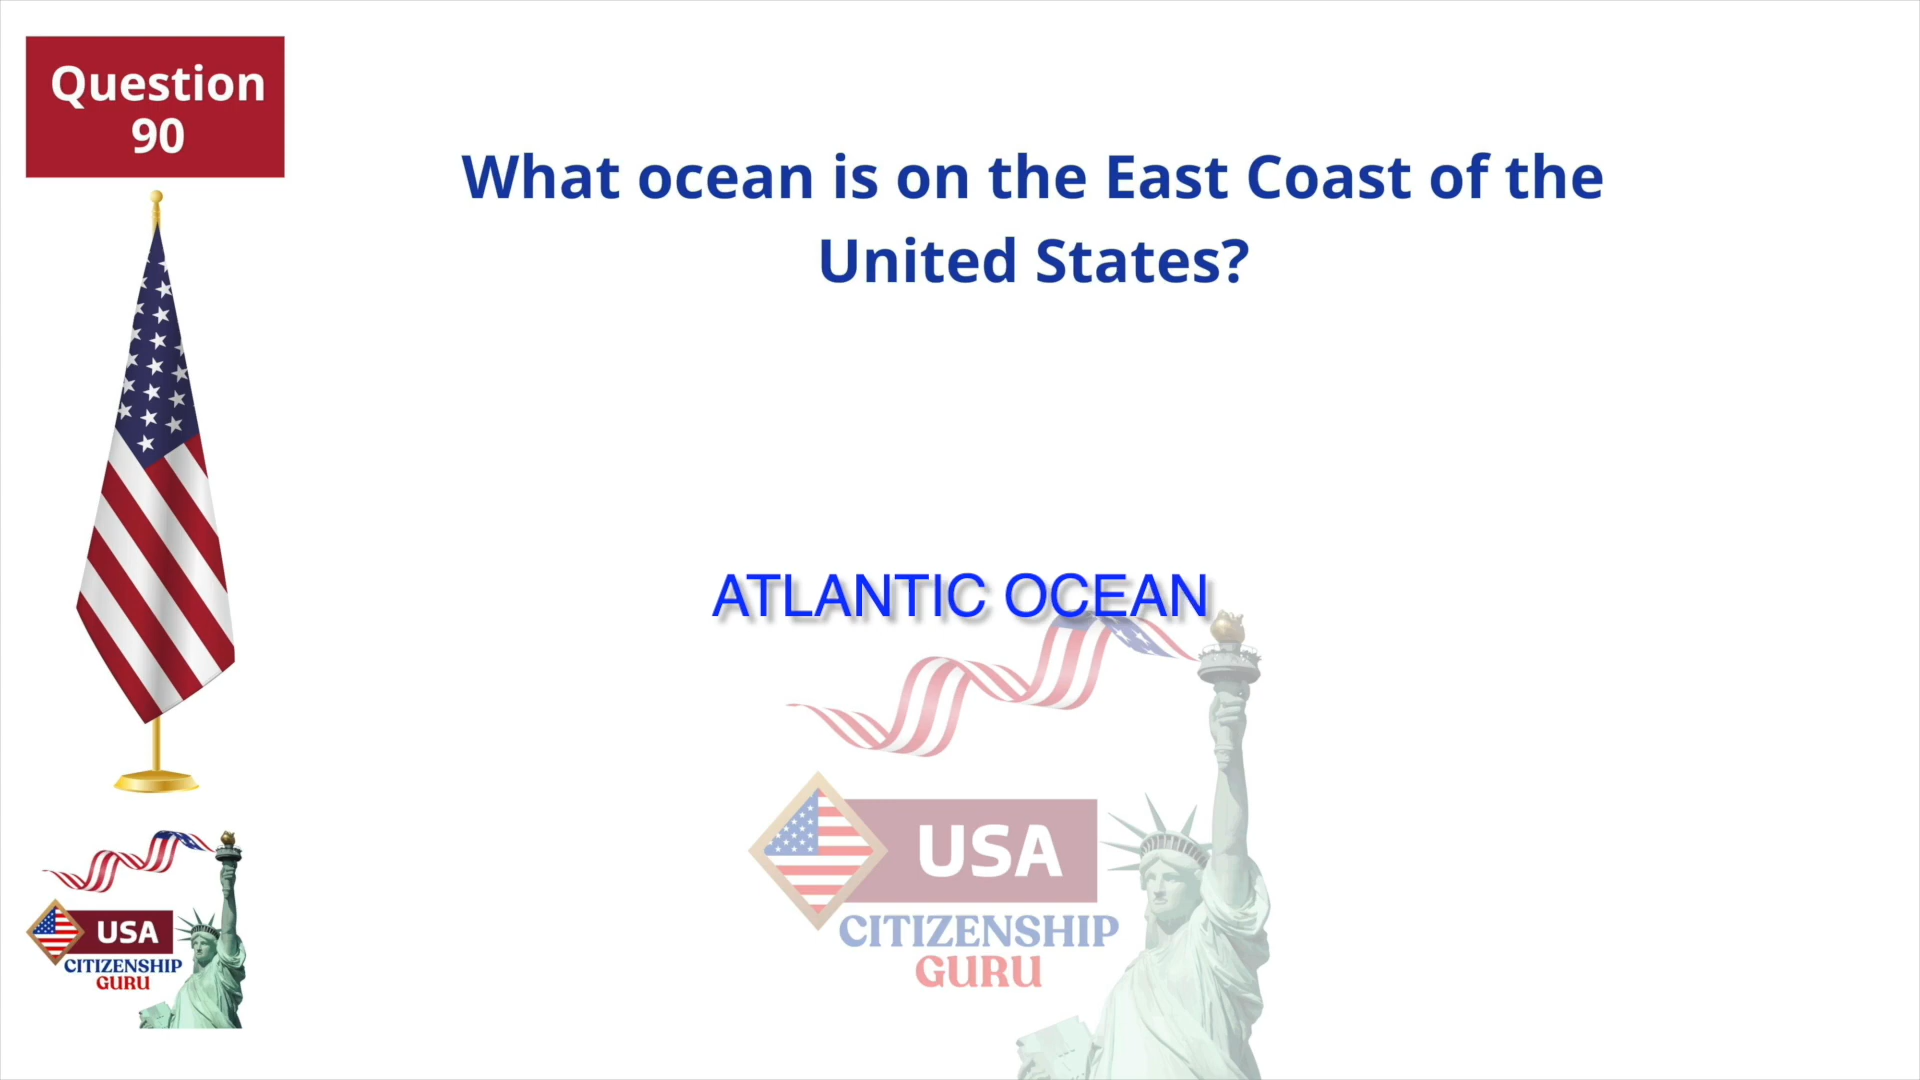 Question
90
What ocean is on the East Coast of the
United States?
ATLANTIC OCEAN
USA
CITIZENSHIP
GURU
USA
CITIZENSHIP
GURU